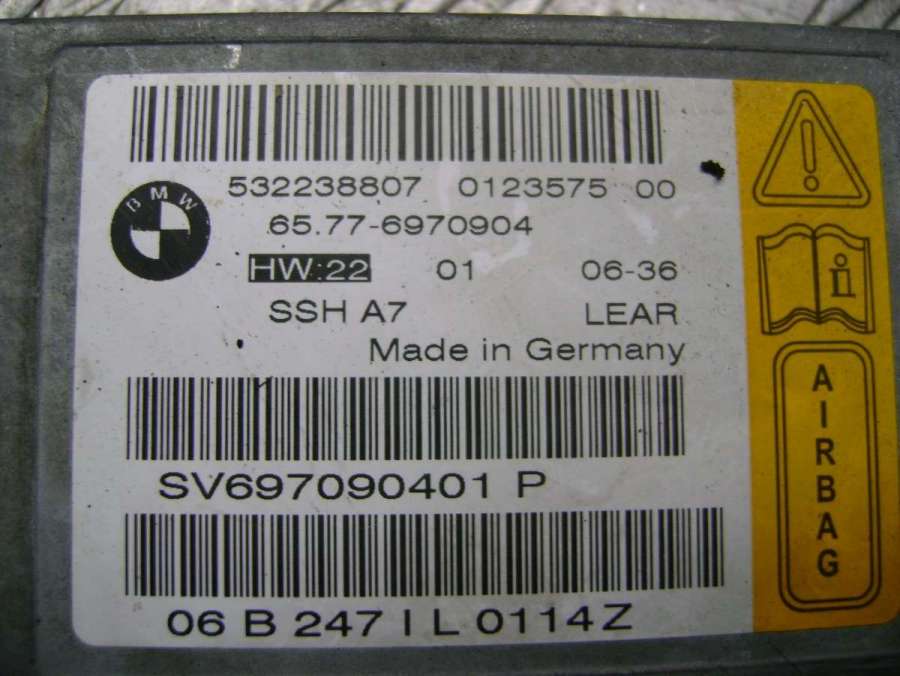 532238807 0123575 00
BMW
65.77-6970904
HW:22 01 06-36
SSH A7 LEAR
Made in Germany
SV697090401 P
06 B 247 I L 0114Z
AIRBAG